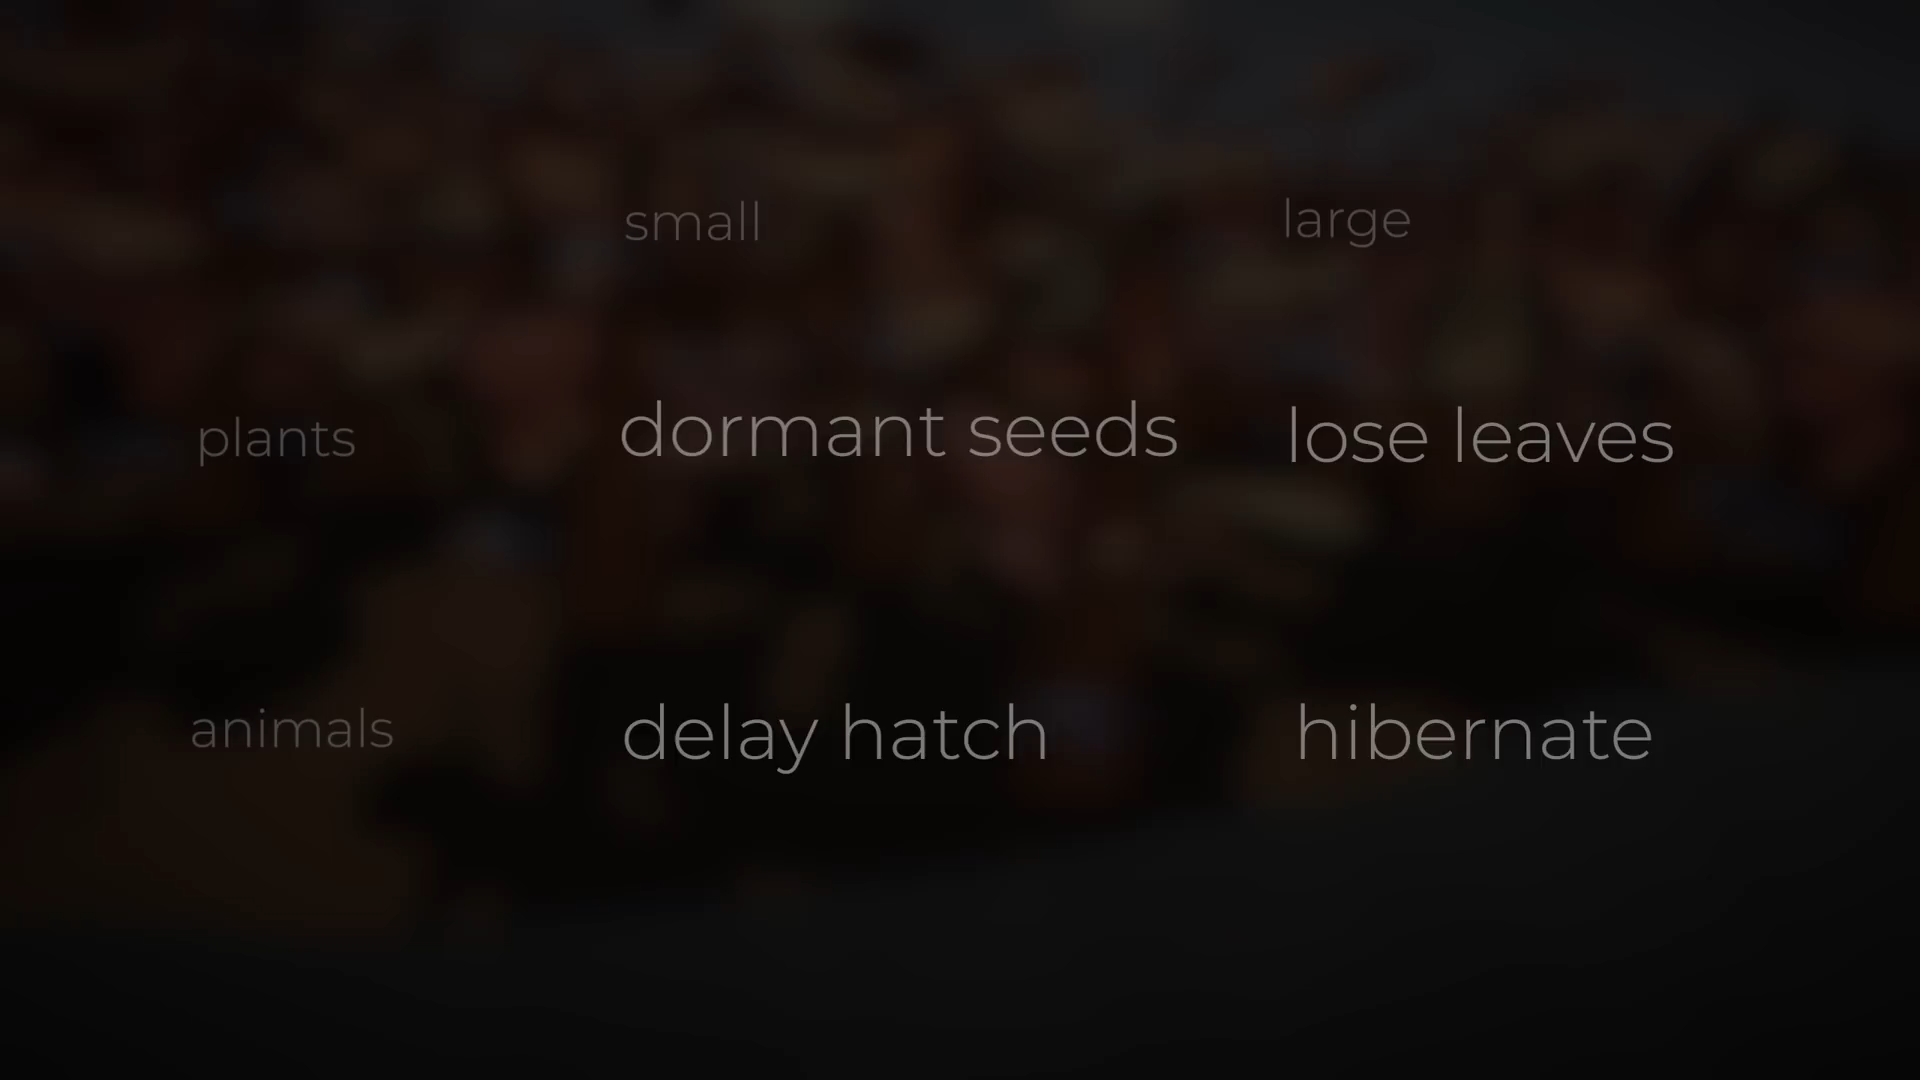 small large
plants dormant seeds lose leaves
animals delay hatch hibernate